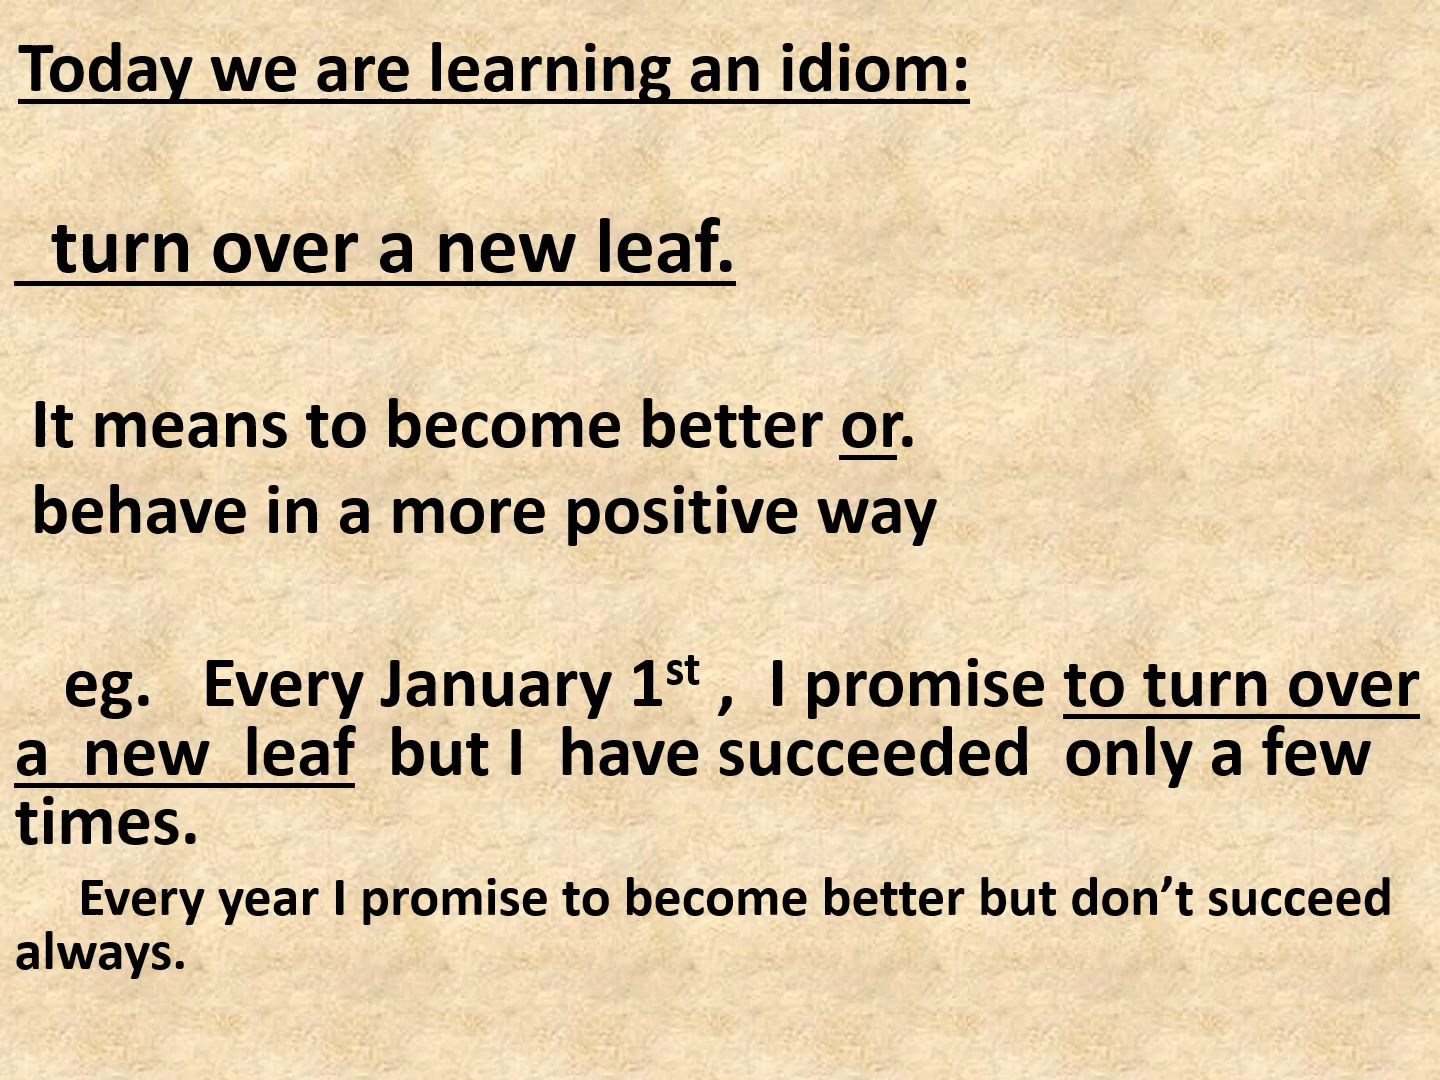 Today we are learning an idiom:
turn over a new leaf.
It means to become better or.
behave in a more positive way
eg. Every January 1st , I promise to turn over
a new leaf but I have succeeded only a few
times.
Every year I promise to become better but don’t succeed
always.